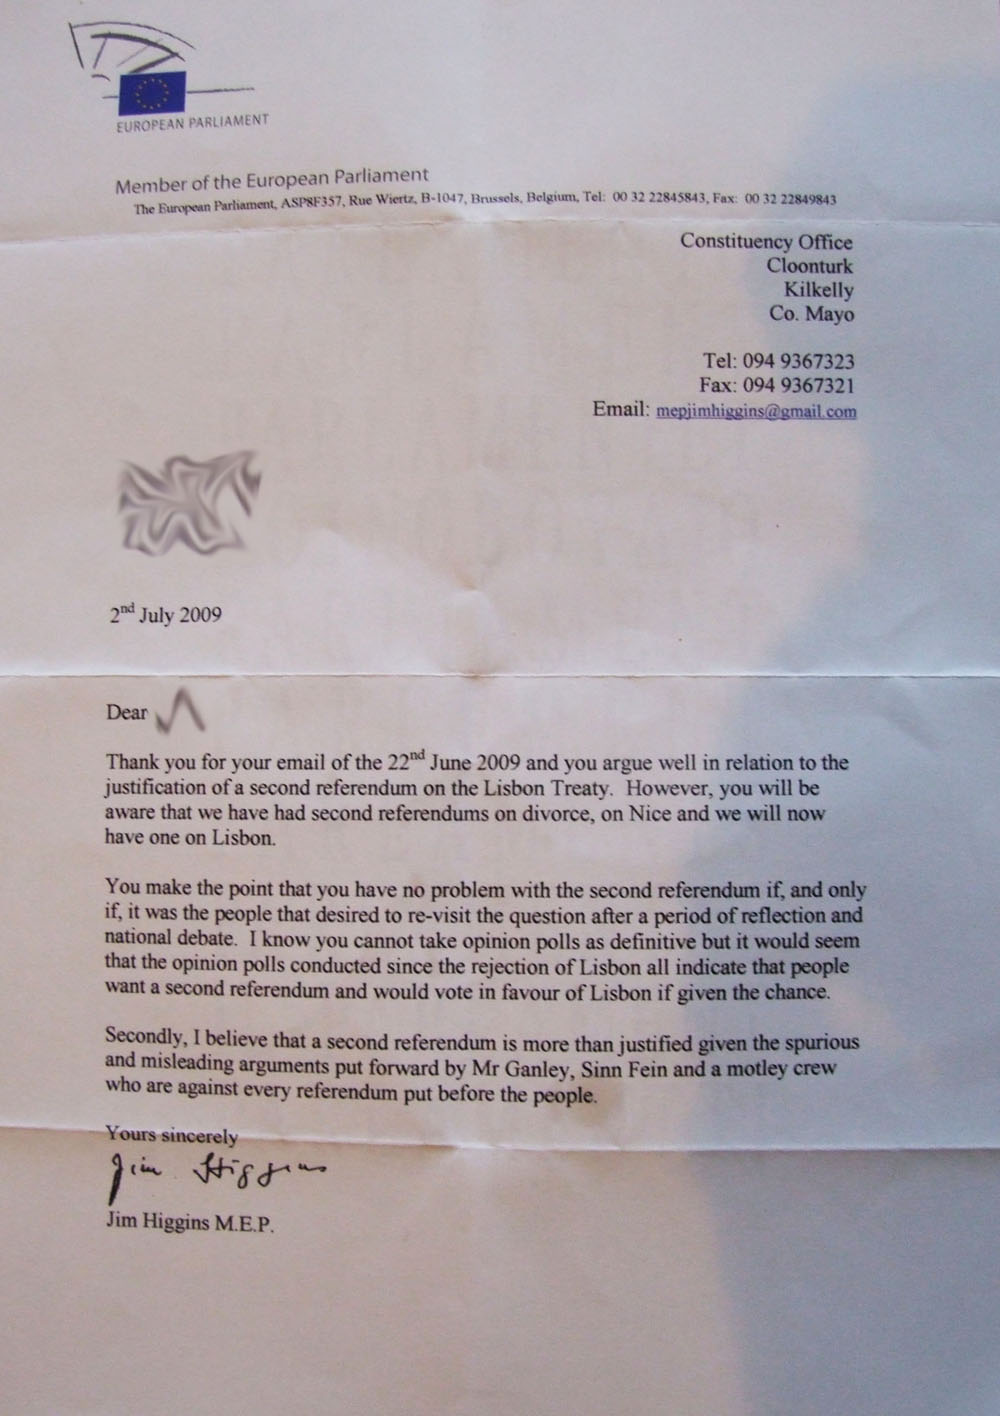 EUROPEAN PARLIAMENT
Member of the European Parliament
The European Parliament, ASP8F357, Rue Wiertz, B-1047, Brussels, Belgium, Tel: 00 32 22845843, Fax: 00 32 22849843
Constituency Office
Cloonturk
Kilkelly
Co. Mayo
Tel: 094 9367323
Fax: 094 9367321
Email: mepjimhiggins@gmail.com
2nd July 2009
Dear
Thank you for your email of the 22nd June 2009 and you argue well in relation to the
justification of a second referendum on the Lisbon Treaty. However, you will be
aware that we have had second referendums on divorce, on Nice and we will now
have one on Lisbon.
You make the point that you have no problem with the second referendum if, and only
if, it was the people that desired to re-visit the question after a period of reflection and
national debate. I know you cannot take opinion polls as definitive but it would seem
that the opinion polls conducted since the rejection of Lisbon all indicate that people
want a second referendum and would vote in favour of Lisbon if given the chance.
Secondly, I believe that a second referendum is more than justified given the spurious
and misleading arguments put forward by Mr Ganley, Sinn Fein and a motley crew
who are against every referendum put before the people.
Yours sincerely
Jim Higgins
Jim Higgins M.E.P.